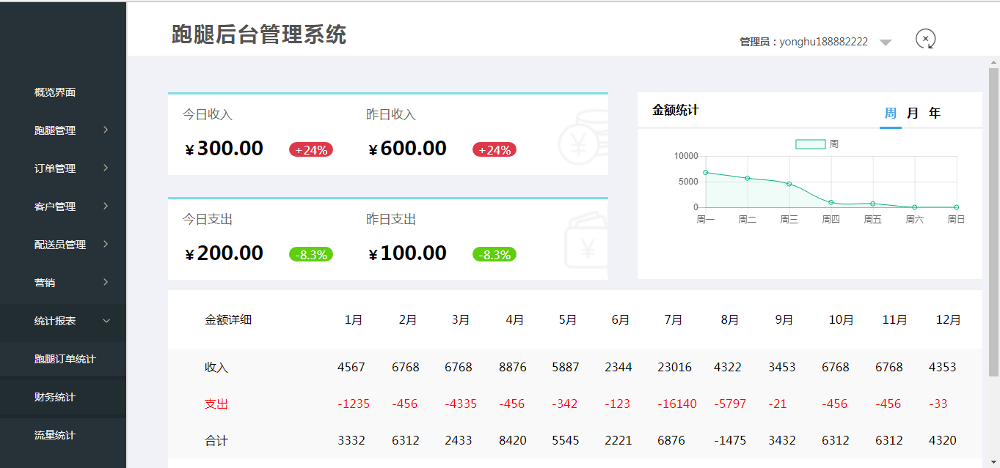 跑腿后台管理系统
管理员：yonghu188882222
概览界面
跑腿管理
订单管理
客户管理
配送员管理
营销
统计报表
跑腿订单统计
财务统计
流量统计
今日收入 昨日收入
¥300.00 +24% ¥600.00 +24%
今日支出 昨日支出
¥200.00 -8.3% ¥100.00 -8.3%
金额统计 周 月 年
周
10000
5000
0
周一 周二 周三 周四 周五 周六 周日
金额详细 1月 2月 3月 4月 5月 6月 7月 8月 9月 10月 11月 12月
收入 4567 6768 6768 8876 5887 2344 23016 4322 3453 6768 6768 4353
支出 -1235 -456 -4335 -456 -342 -123 -16140 -5797 -21 -456 -456 -33
合计 3332 6312 2433 8420 5545 2221 6876 -1475 3432 6312 6312 4320